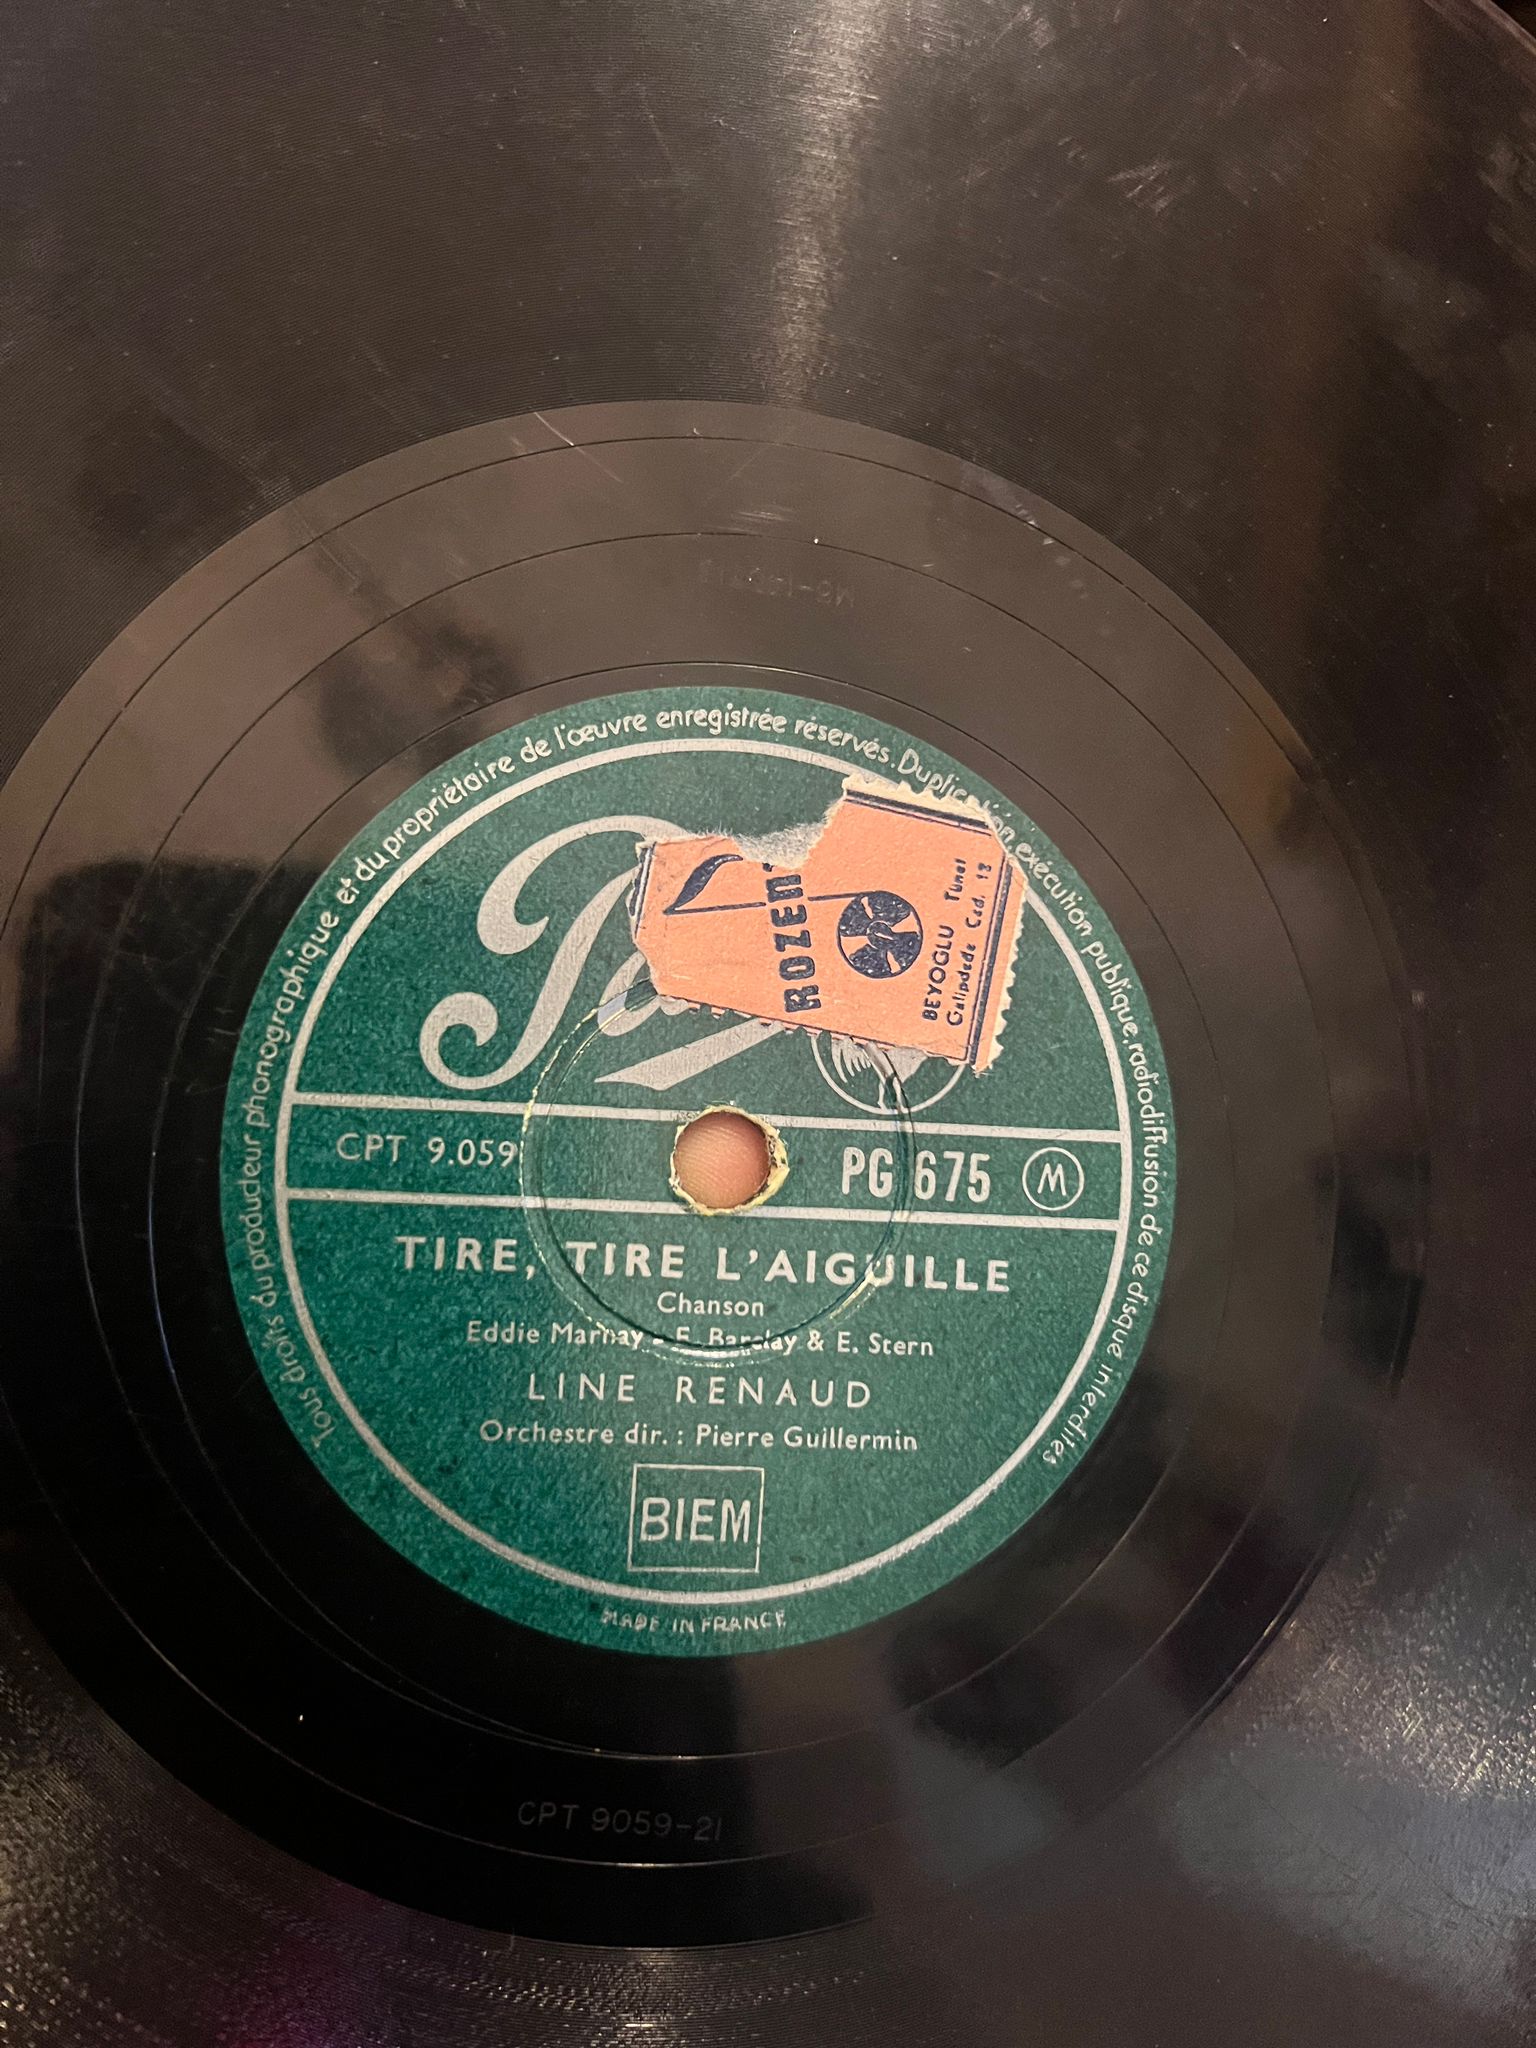 Tous droits du producteur phonographique et du propriétaire de l'œuvre enregistrée réservés. Duplication, exécution publique, radiodiffusion de ce disque interdites
ROZEN
BEYOGLU Tünel
Galipdede Cad. 13
CPT 9.059
PG 675 M
TIRE, TIRE L'AIGUILLE
Chanson
Eddie Marnay - E. Barclay & E. Stern
LINE RENAUD
Orchestre dir. : Pierre Guillermin
BIEM
MADE IN FRANCE
CPT 9059-21